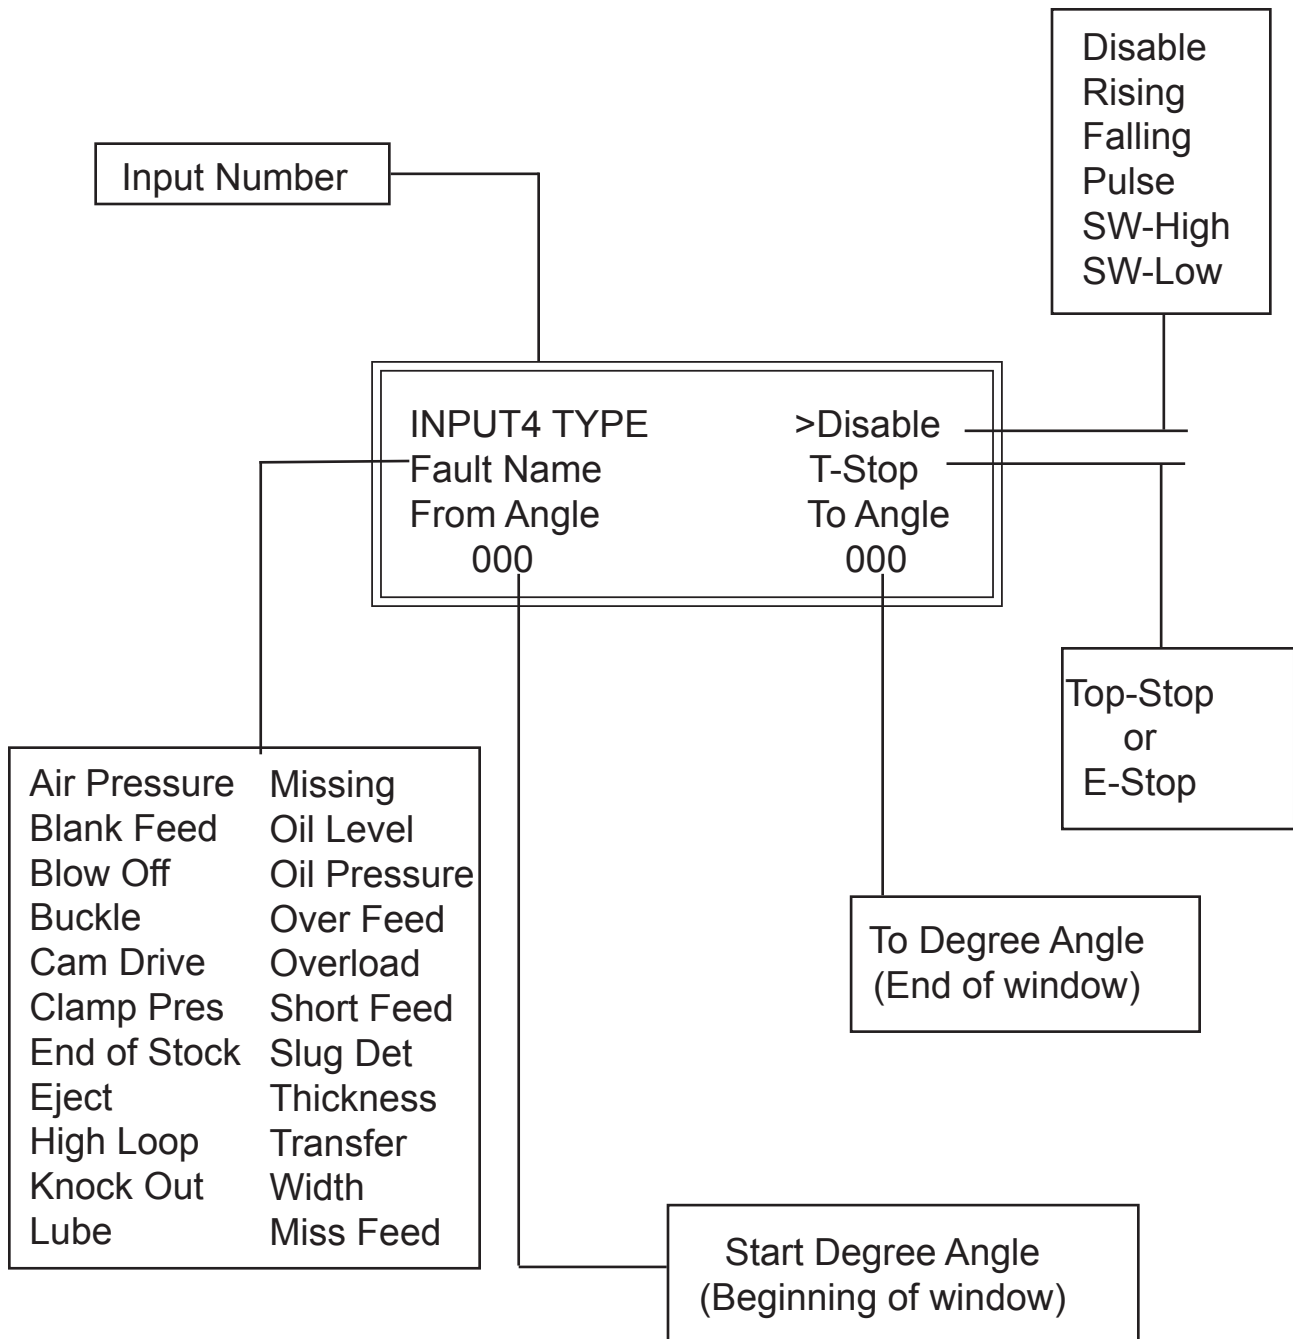 Disable
Rising
Falling
Pulse
SW-High
SW-Low
Input Number
INPUT4 TYPE >Disable
Fault Name T-Stop
From Angle To Angle
000 000
Top-Stop
or
E-Stop
Air Pressure Missing
Blank Feed Oil Level
Blow Off Oil Pressure
Buckle Over Feed
Cam Drive Overload
Clamp Pres Short Feed
End of Stock Slug Det
Eject Thickness
High Loop Transfer
Knock Out Width
Lube Miss Feed
To Degree Angle
(End of window)
Start Degree Angle
(Beginning of window)